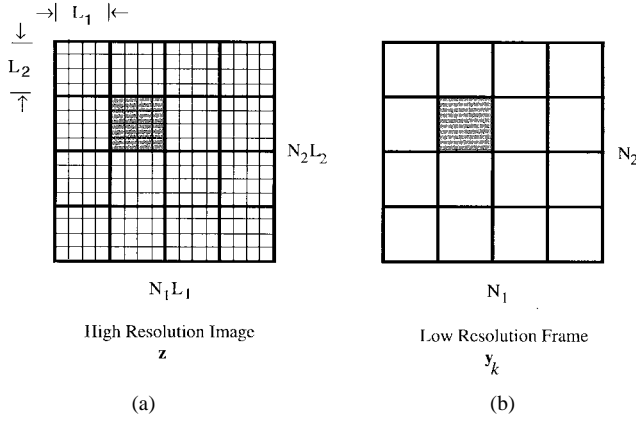 →| L₁ |←
L₂
N₂L₂
N₁L₁
High Resolution Image
z
(a)
N₂
N₁
Low Resolution Frame
yₖ
(b)